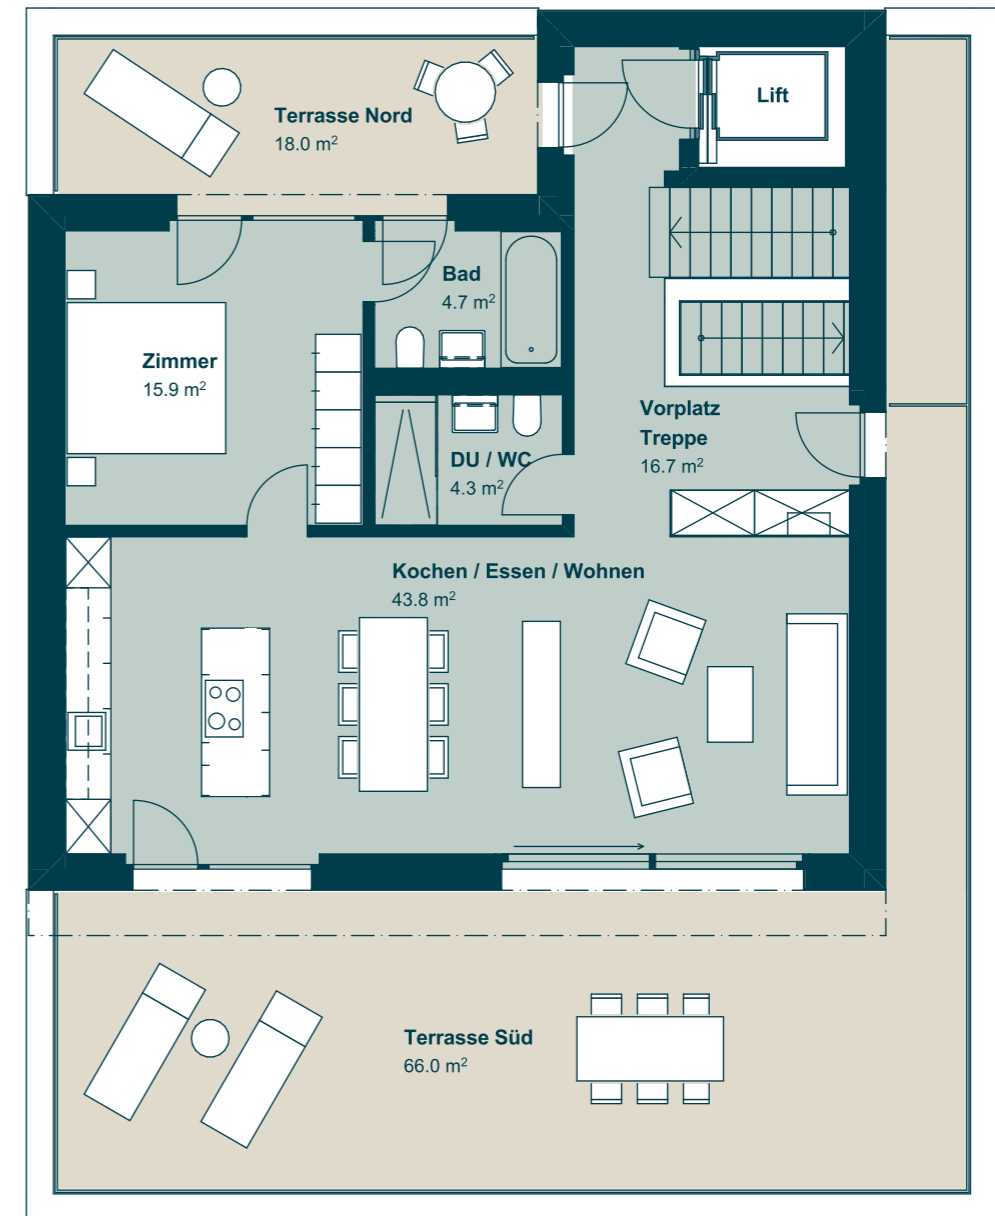 Lift
Terrasse Nord
18.0 m²
Bad
4.7 m²
Zimmer
15.9 m²
Vorplatz
Treppe
16.7 m²
DU / WC
4.3 m²
Kochen / Essen / Wohnen
43.8 m²
Terrasse Süd
66.0 m²